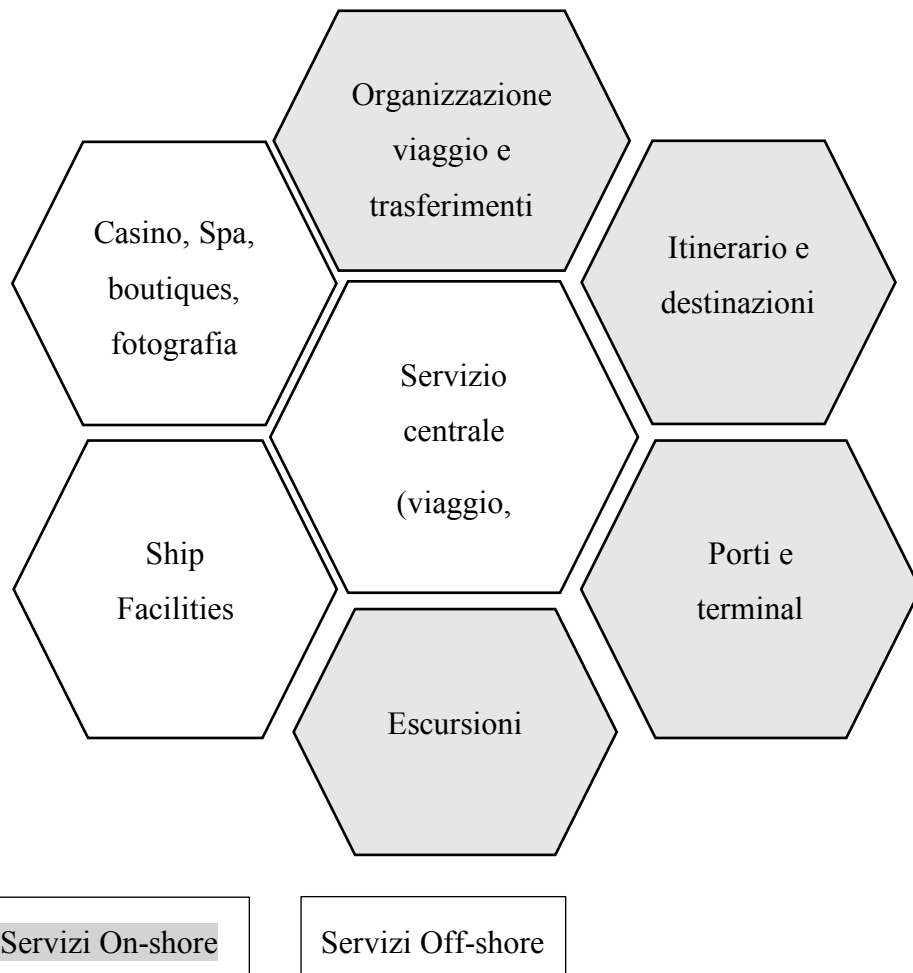 Organizzazione
viaggio e
trasferimenti
Casino, Spa,
boutiques,
fotografia
Itinerario e
destinazioni
Servizio
centrale
(viaggio,
Ship
Facilities
Porti e
terminal
Escursioni
Servizi On-shore
Servizi Off-shore